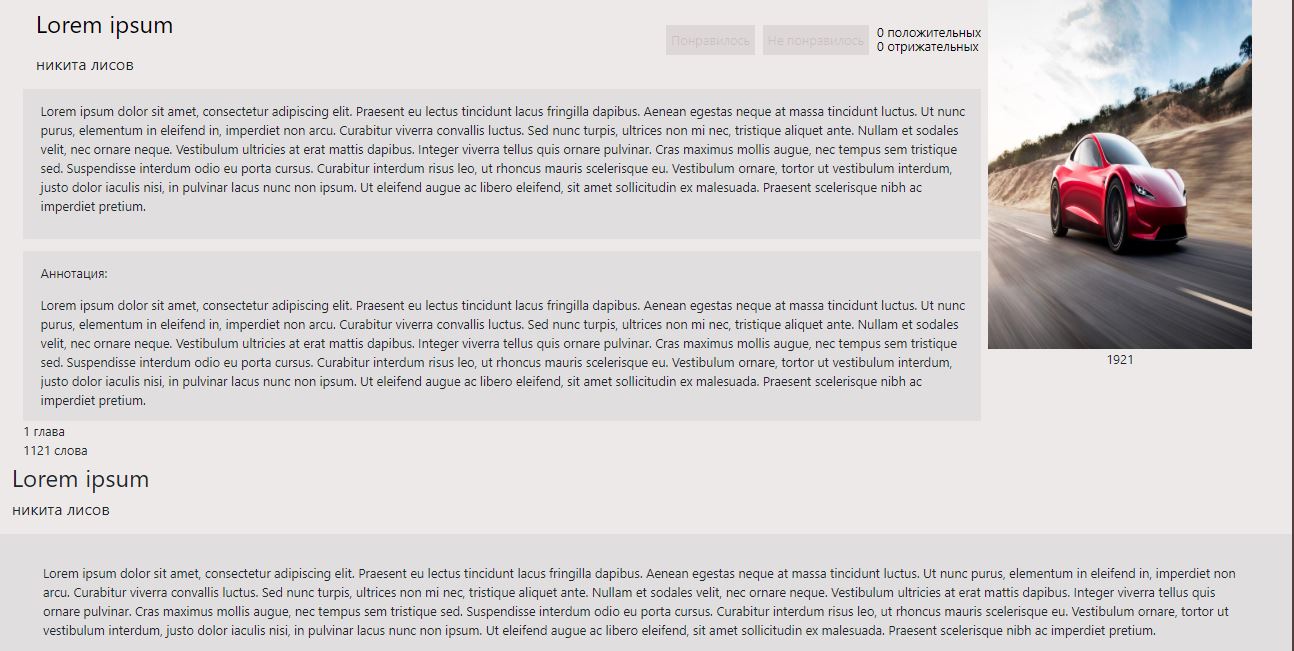 Lorem ipsum
никита лисов
Понравилось Не понравилось 0 положительных
0 отрижательных
Lorem ipsum dolor sit amet, consectetur adipiscing elit. Praesent eu lectus tincidunt lacus fringilla dapibus. Aenean egestas neque at massa tincidunt luctus. Ut nunc
purus, elementum in eleifend in, imperdiet non arcu. Curabitur viverra convallis luctus. Sed nunc turpis, ultrices non mi nec, tristique aliquet ante. Nullam et sodales
velit, nec ornare neque. Vestibulum ultricies at erat mattis dapibus. Integer viverra tellus quis ornare pulvinar. Cras maximus mollis augue, nec tempus sem tristique
sed. Suspendisse interdum odio eu porta cursus. Curabitur interdum risus leo, ut rhoncus mauris scelerisque eu. Vestibulum ornare, tortor ut vestibulum interdum,
justo dolor iaculis nisi, in pulvinar lacus nunc non ipsum. Ut eleifend augue ac libero eleifend, sit amet sollicitudin ex malesuada. Praesent scelerisque nibh ac
imperdiet pretium.
Аннотация:
Lorem ipsum dolor sit amet, consectetur adipiscing elit. Praesent eu lectus tincidunt lacus fringilla dapibus. Aenean egestas neque at massa tincidunt luctus. Ut nunc
purus, elementum in eleifend in, imperdiet non arcu. Curabitur viverra convallis luctus. Sed nunc turpis, ultrices non mi nec, tristique aliquet ante. Nullam et sodales
velit, nec ornare neque. Vestibulum ultricies at erat mattis dapibus. Integer viverra tellus quis ornare pulvinar. Cras maximus mollis augue, nec tempus sem tristique
sed. Suspendisse interdum odio eu porta cursus. Curabitur interdum risus leo, ut rhoncus mauris scelerisque eu. Vestibulum ornare, tortor ut vestibulum interdum,
justo dolor iaculis nisi, in pulvinar lacus nunc non ipsum. Ut eleifend augue ac libero eleifend, sit amet sollicitudin ex malesuada. Praesent scelerisque nibh ac
imperdiet pretium.
1921
1 глава
1121 слова
Lorem ipsum
никита лисов
Lorem ipsum dolor sit amet, consectetur adipiscing elit. Praesent eu lectus tincidunt lacus fringilla dapibus. Aenean egestas neque at massa tincidunt luctus. Ut nunc purus, elementum in eleifend in, imperdiet non
arcu. Curabitur viverra convallis luctus. Sed nunc turpis, ultrices non mi nec, tristique aliquet ante. Nullam et sodales velit, nec ornare neque. Vestibulum ultricies at erat mattis dapibus. Integer viverra tellus quis
ornare pulvinar. Cras maximus mollis augue, nec tempus sem tristique sed. Suspendisse interdum odio eu porta cursus. Curabitur interdum risus leo, ut rhoncus mauris scelerisque eu. Vestibulum ornare, tortor ut
vestibulum interdum, justo dolor iaculis nisi, in pulvinar lacus nunc non ipsum. Ut eleifend augue ac libero eleifend, sit amet sollicitudin ex malesuada. Praesent scelerisque nibh ac imperdiet pretium.